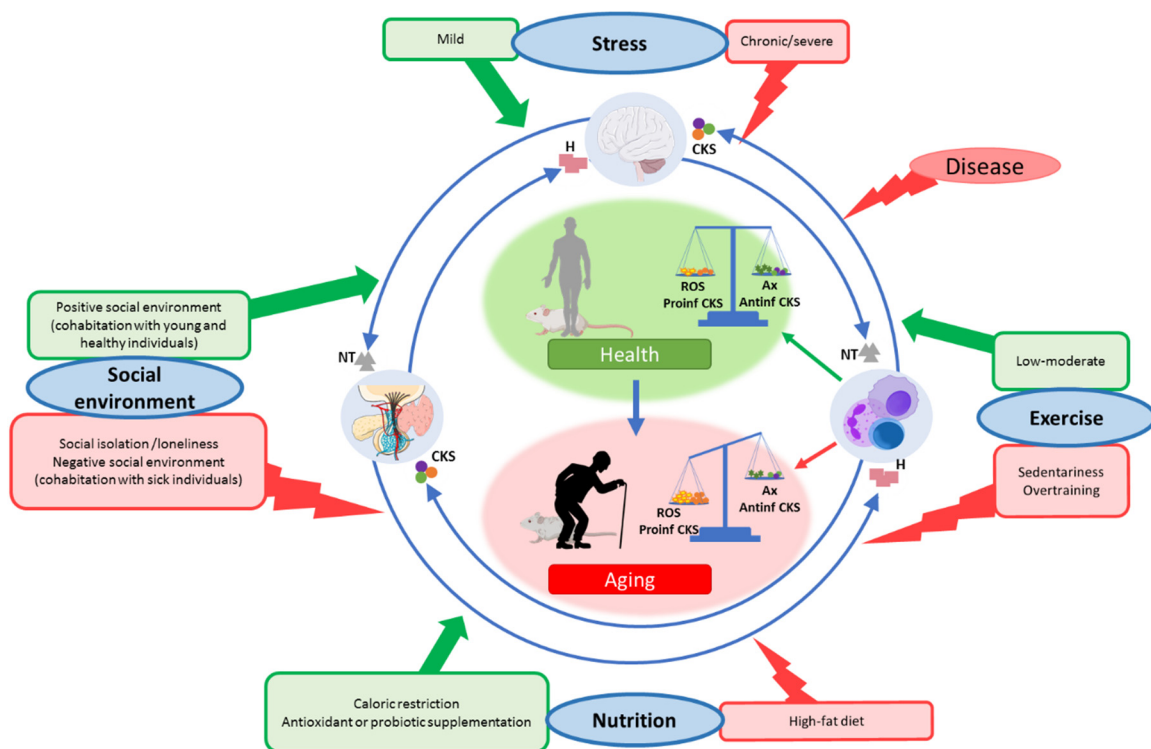 Mild
Stress
Chronic/severe
H
CKS
Disease
ROS
Proinf CKS
Ax
Antinf CKS
Positive social environment
(cohabitation with young and
healthy individuals)
Social
environment
Social isolation /loneliness
Negative social environment
(cohabitation with sick individuals)
NT
Health
NT
Low-moderate
Exercise
Sedentariness
Overtraining
CKS
H
ROS
Proinf CKS
Ax
Antinf CKS
Aging
Caloric restriction
Antioxidant or probiotic supplementation
Nutrition
High-fat diet